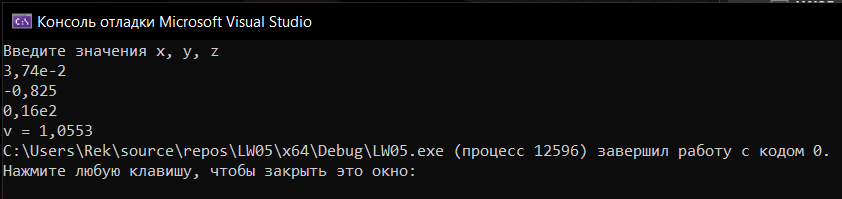 Консоль отладки Microsoft Visual Studio
Введите значения x, y, z
3,74e-2
-0,825
0,16e2
v = 1,0553
C:\Users\Rek\source\repos\LW05\x64\Debug\LW05.exe (процесс 12596) завершил работу с кодом 0.
Нажмите любую клавишу, чтобы закрыть это окно: